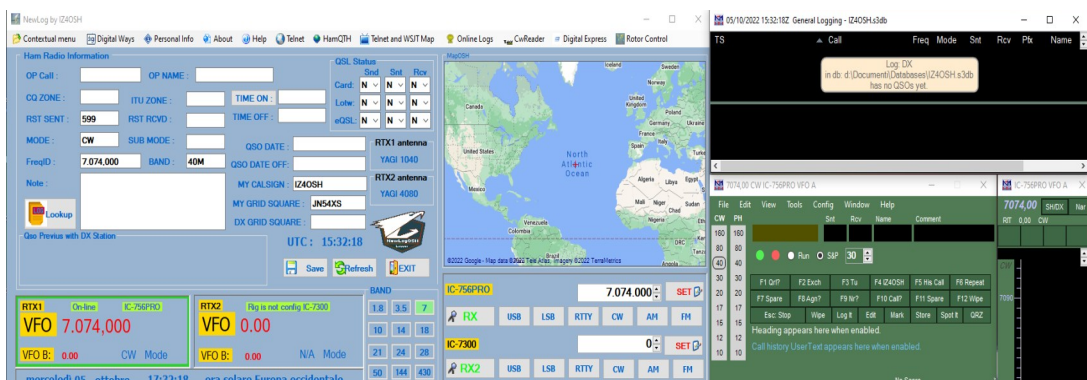 NewLog by IZ4OSH
Contextual menu Digital Ways Personal Info About Help Telnet HamQTH Telnet and WSJT Map Online Logs CwReader Digital Express Rotor Control
Ham Radio Information
OP Call : OP NAME :
CQ ZONE : ITU ZONE : TIME ON :
RST SENT : 599 RST RCVD : TIME OFF :
MODE : CW SUB MODE : QSO DATE :
FreqID : 7.074,000 BAND : 40M QSO DATE OFF:
Note : MY CALSIGN : IZ4OSH
MY GRID SQUARE : JN54XS
DX GRID SQUARE :
Lookup
QSL Status
Snd Snt Rcv
Card: N N N
Lotw: N N N
eQSL: N N N
RTX1 antenna
YAGI 1040
RTX2 antenna
YAGI 4080
NewLogOSH
Qso Previus with DX Station
UTC : 15:32:18
Save Refresh EXIT
RTX1 On-line IC-756PRO
VFO 7.074,000
VFO B: 0.00 CW Mode
RTX2 Rig is not config IC-7300
VFO 0.00
VFO B: 0.00 N/A Mode
BAND
1.8 3.5 7
10 14 18
21 24 28
50 144 430
mercoledì 05 ottobre 17:32:18 ora solare Europa occidentale
MapOSH
Iceland
Sweden
Norway
Canada
United
Kingdom
Poland
Germany
Ukraine
France
Italy
Spain
United States
North
Atlantic
Ocean
Algeria
Libya
Egypt
Mexico
Mali
Niger
Chad
Sudan
Nigeria
Venezuela
Colombia
DRC
Brazil
Angola
©2022 Google - Map data ©2022 Tele Atlas, Imagery ©2022 TerraMetrics
IC-756PRO 7.074.000 SET
RX USB LSB RTTY CW AM FM
IC-7300 0 SET
RX2 USB LSB RTTY CW AM FM
05/10/2022 15:32:18Z General Logging - IZ4OSH.s3db
TS Call Freq Mode Snt Rcv Pfx Name
Log: DX
in db: d:\Documenti\Databases\IZ4OSH.s3db
has no QSOs yet.
7074,00 CW IC-756PRO VFO A
File Edit View Tools Config Window Help
CW PH Snt Rcv Name Comment
160 160
80 80
40 40
30 30
20 20
17 17
15 15
12 12
10 10
Run S&P 30
F1 Qrl? F2 Exch F3 Tu F4 IZ4OSH F5 His Call F6 Repeat
F7 Spare F8 Agn? F9 Nr? F10 Call? F11 Spare F12 Wipe
Esc: Stop Wipe Log It Edit Mark Store Spot It QRZ
Heading appears here when enabled.
Call history UserText appears here when enabled.
IC-756PRO VFO A
7074,00 SH/DX Nar
RIT 0,00 CW
CW
7090